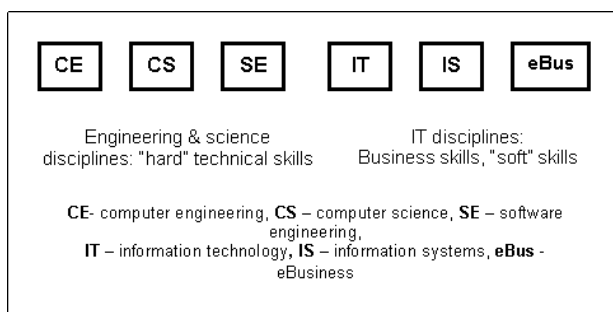 CE CS SE IT IS eBus
Engineering & science
disciplines: "hard" technical skills
IT disciplines:
Business skills, "soft" skills
CE- computer engineering, CS – computer science, SE – software
engineering,
IT – information technology, IS – information systems, eBus -
eBusiness